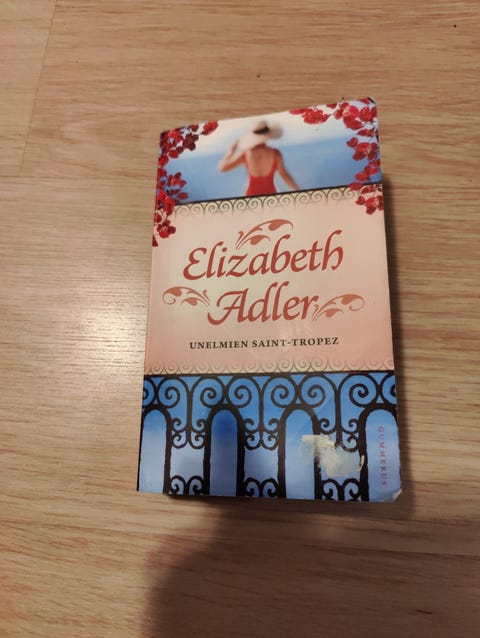 Elizabeth
Adler
UNELMIEN SAINT-TROPEZ
GUMMERUS